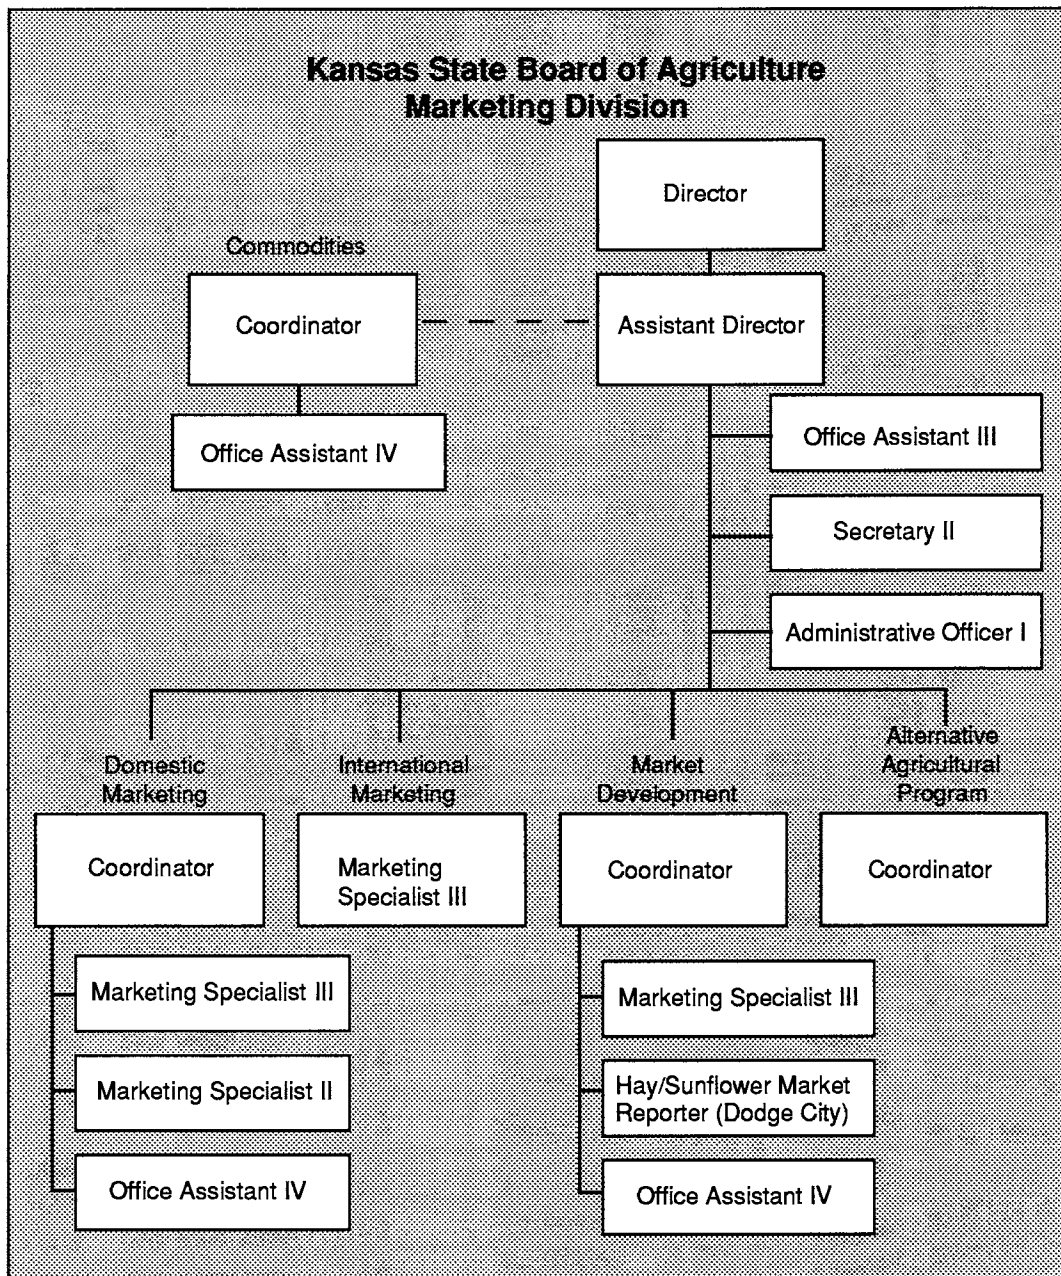 Kansas State Board of Agriculture
Marketing Division
Director
Commodities
Coordinator
Assistant Director
Office Assistant IV
Office Assistant III
Secretary II
Administrative Officer I
Domestic
Marketing
International
Marketing
Market
Development
Alternative
Agricultural
Program
Coordinator
Marketing
Specialist III
Coordinator
Coordinator
Marketing Specialist III
Marketing Specialist II
Office Assistant IV
Marketing Specialist III
Hay/Sunflower Market
Reporter (Dodge City)
Office Assistant IV